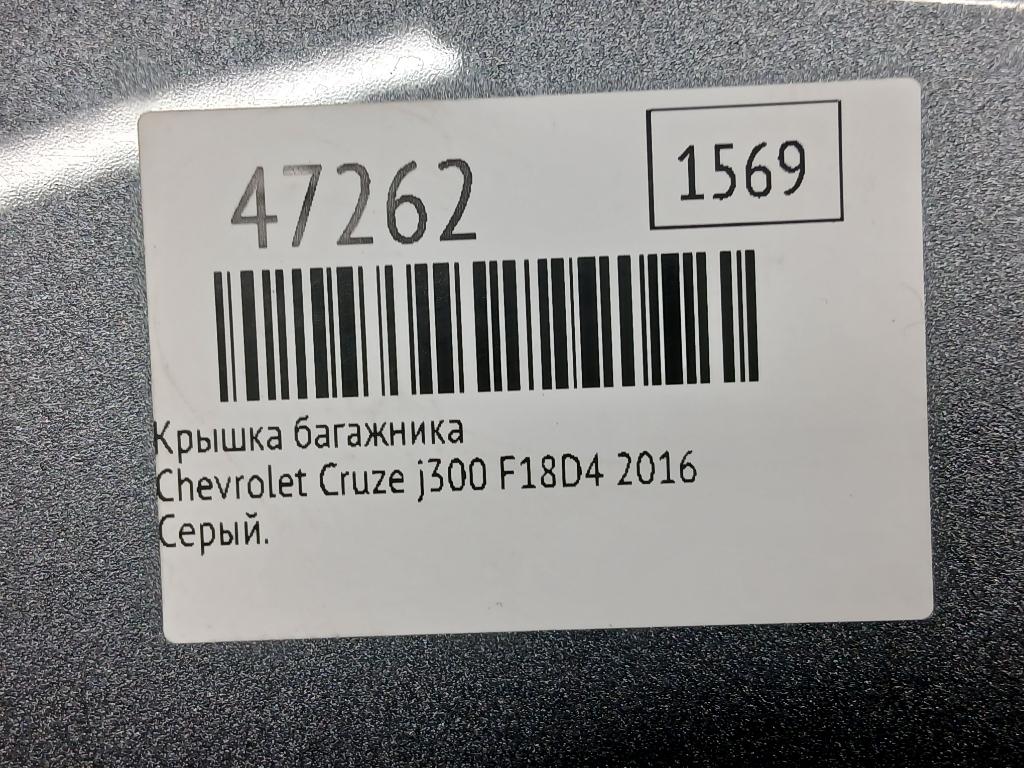 47262
1569
Крышка багажника
Chevrolet Cruze j300 F18D4 2016
Серый.